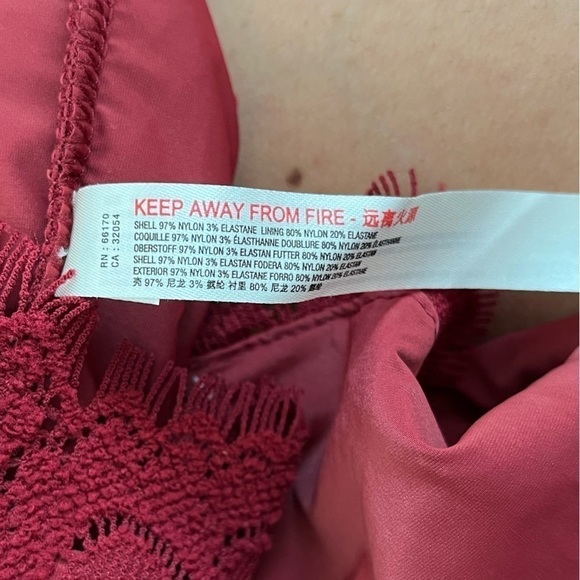 RN : 66170
CA : 32054
KEEP AWAY FROM FIRE - 远离火源
SHELL 97% NYLON 3% ELASTANE LINING 80% NYLON 20% ELASTANE
COQUILLE 97% NYLON 3% ÉLASTHANNE DOUBLURE 80% NYLON 20% ÉLASTHANNE
OBERSTOFF 97% NYLON 3% ELASTAN FUTTER 80% NYLON 20% ELASTAN
SHELL 97% NYLON 3% ELASTAN FODERA 80% NYLON 20% ELASTAN
EXTERIOR 97% NYLON 3% ELASTANE FORRO 80% NYLON 20% ELASTANE
壳 97% 尼龙 3% 氨纶 衬里 80% 尼龙 20% 氨纶